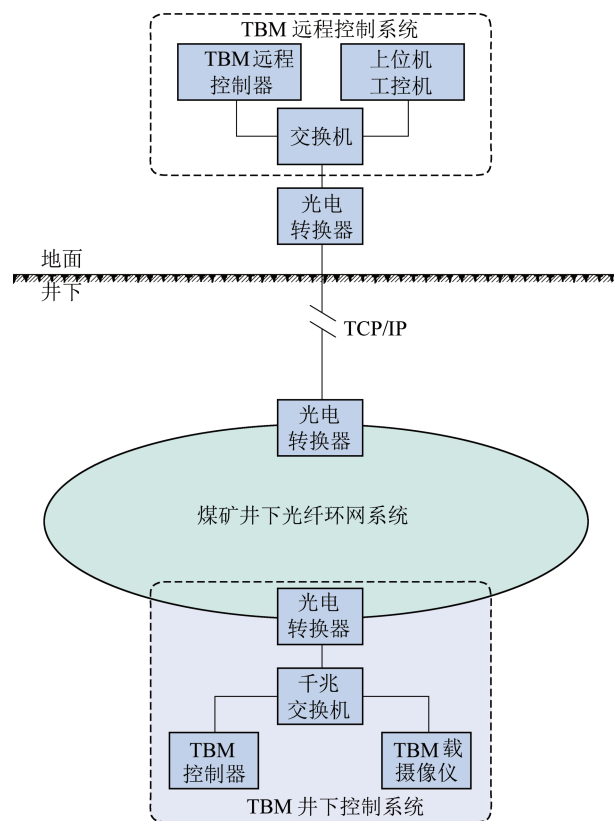 TBM 远程控制系统
TBM 远程
控制器
上位机
工控机
交换机
光电
转换器
地面
井下
TCP/IP
光电
转换器
煤矿井下光纤环网系统
光电
转换器
千兆
交换机
TBM
控制器
TBM 载
摄像仪
TBM 井下控制系统